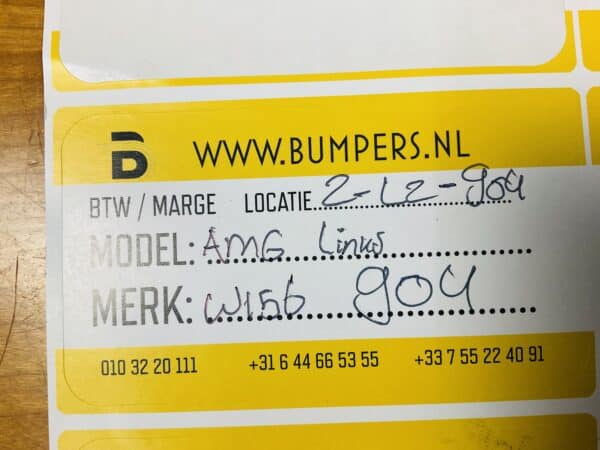 B WWW.BUMPERS.NL
BTW / MARGE LOCATIE 2-L2-904
MODEL: AMG Links
MERK: W156 904
010 32 20 111 +31 6 44 66 53 55 +33 7 55 22 40 91